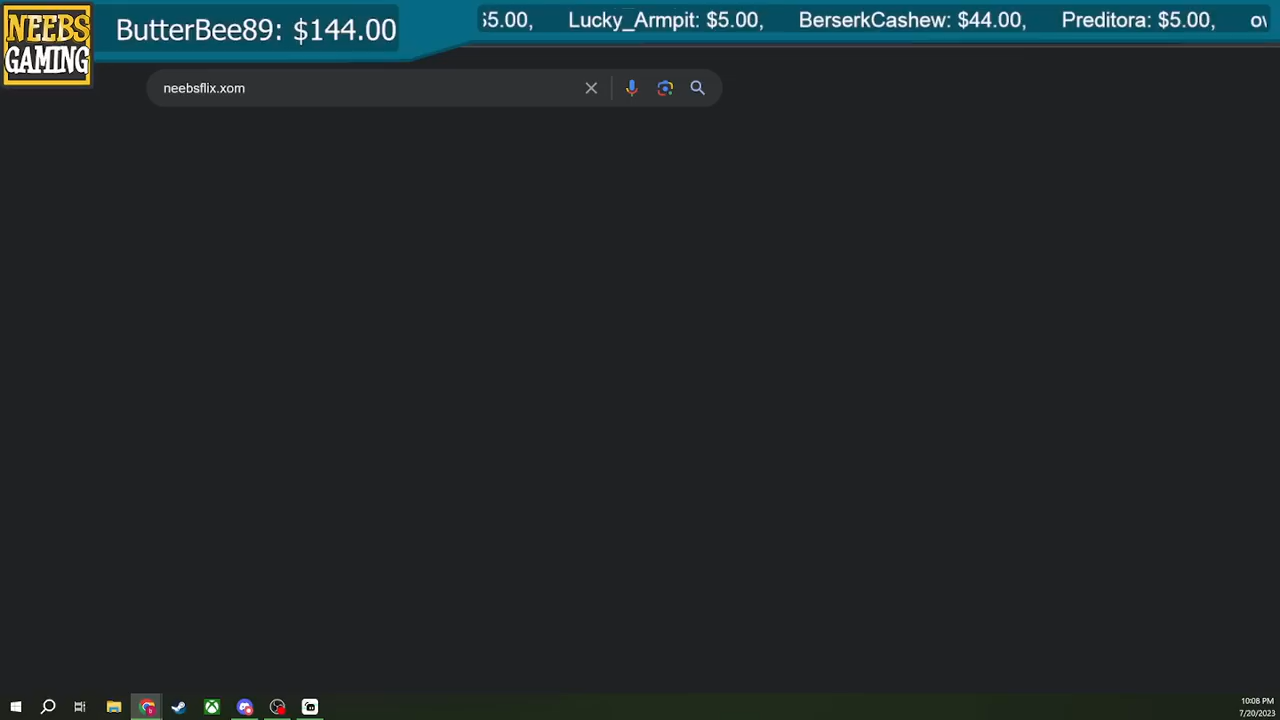 NEEBS
GAMING
ButterBee89: $144.00
$5.00, Lucky_Armpit: $5.00, BerserkCashew: $44.00, Preditora: $5.00, ov
neebsflix.xom
10:08 PM
7/20/2023